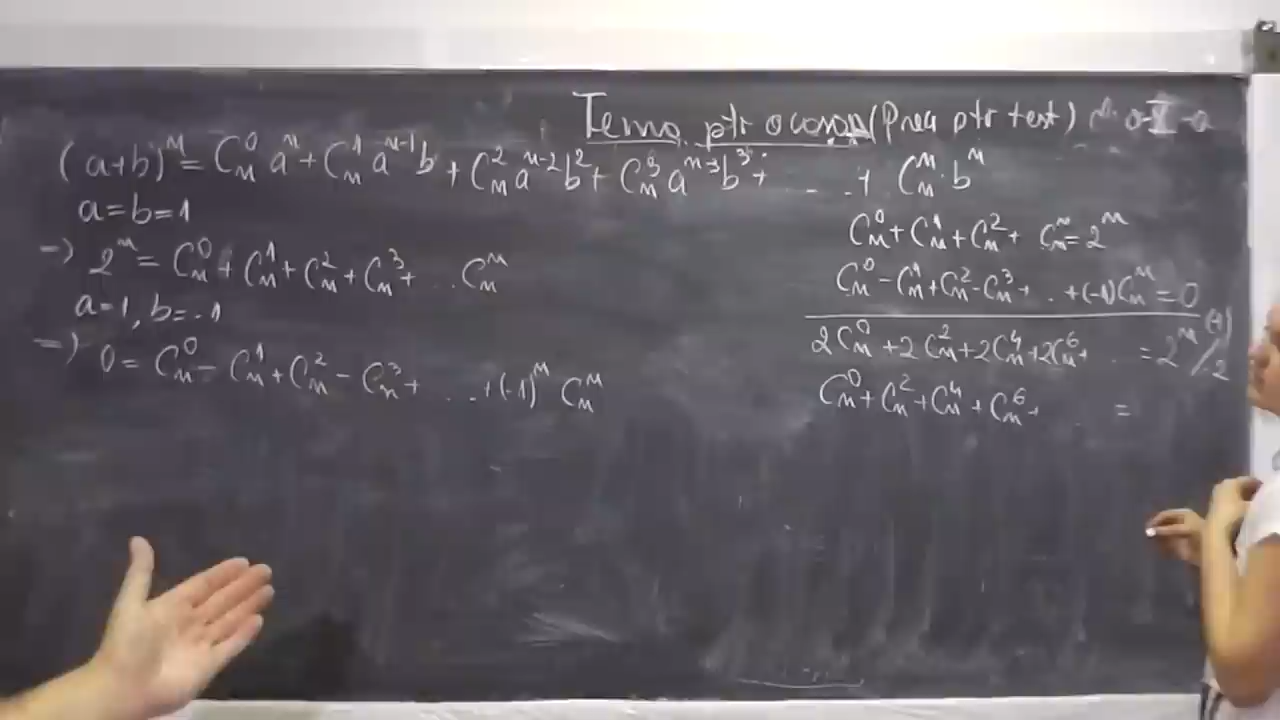 Tema ptr acasă (Preg ptr test) a-XI-a
(a+b)^n = C_n^0 a^n + C_n^1 a^{n-1} b + C_n^2 a^{n-2} b^2 + C_n^3 a^{n-3} b^3 + ... + C_n^n · b^n
a=b=1
=) 2^n = C_n^0 + C_n^1 + C_n^2 + C_n^3 + ... C_n^n
a=1, b=-1
=) 0 = C_n^0 - C_n^1 + C_n^2 - C_n^3 + ... + (-1)^n C_n^n
C_n^0 + C_n^1 + C_n^2 + C_n^n = 2^n
C_n^0 - C_n^1 + C_n^2 - C_n^3 + .. + (-1) C_n^n = 0
(+)
2C_n^0 + 2C_n^2 + 2C_n^4 + 2C_n^6 + ... = 2^n /:2
C_n^0 + C_n^2 + C_n^4 + C_n^6 + =